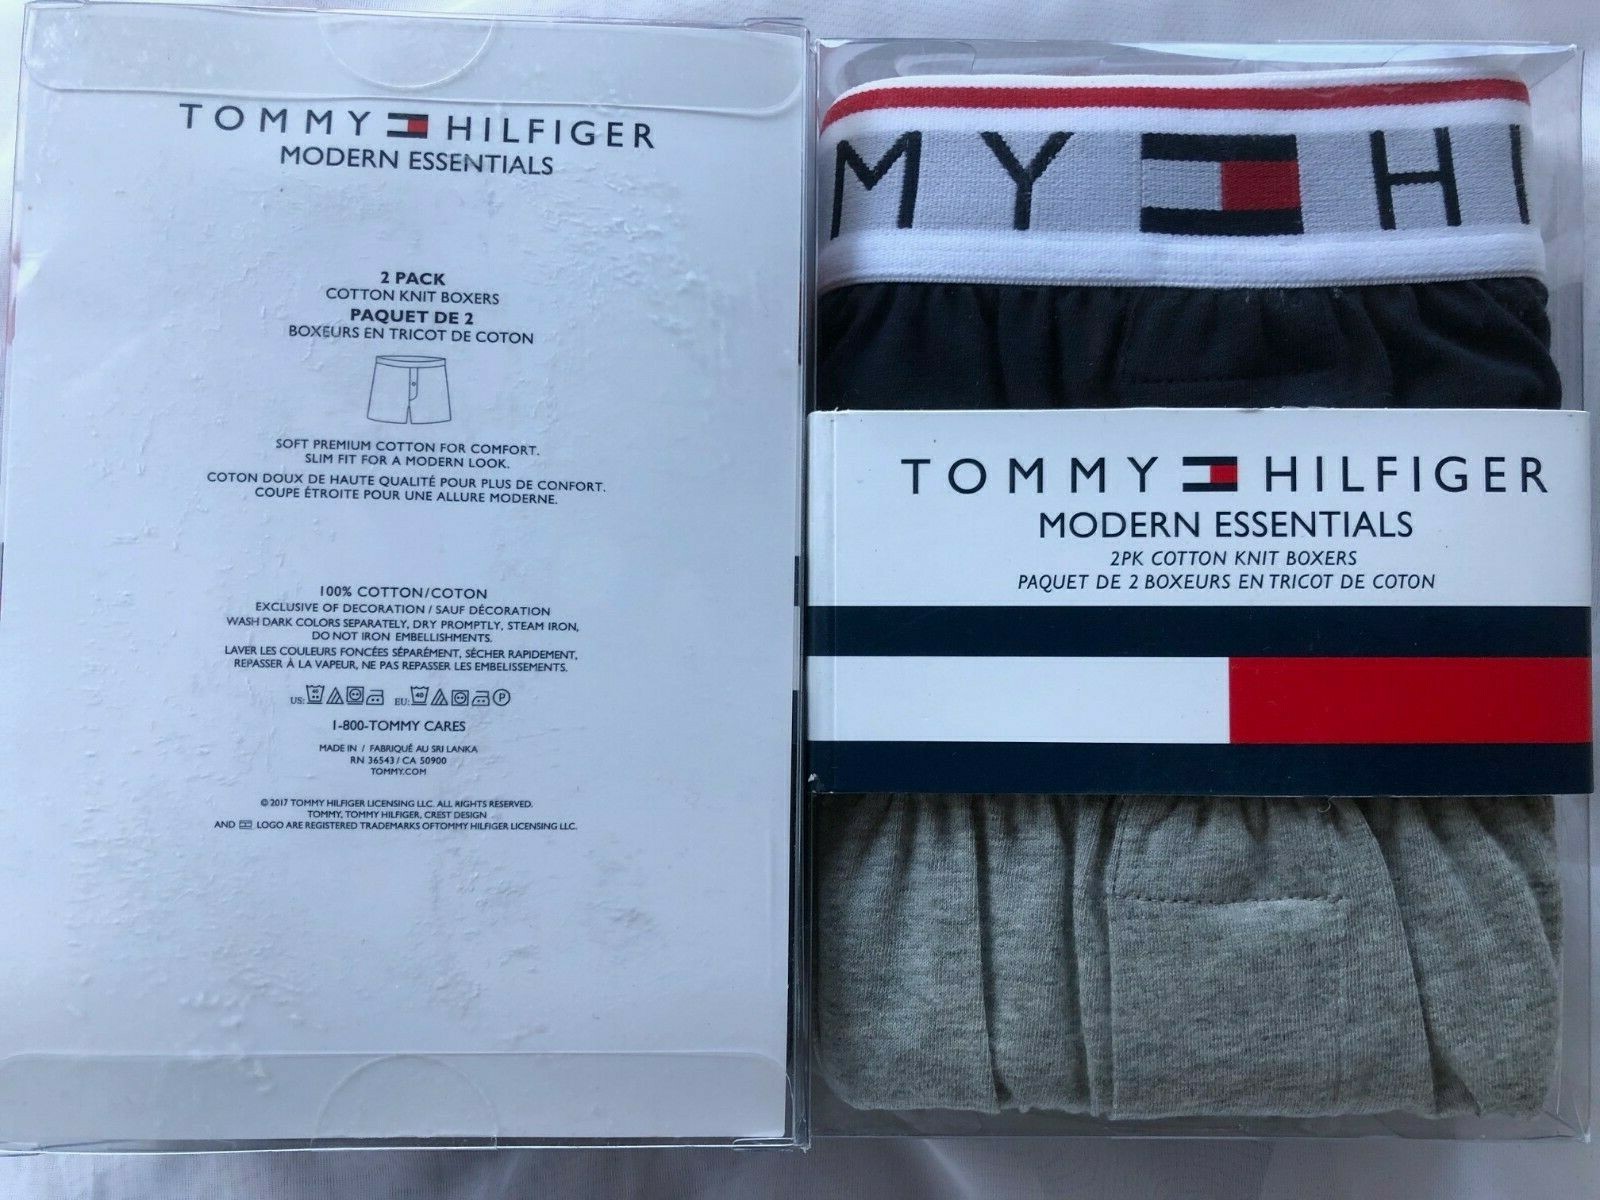 TOMMY HILFIGER
MODERN ESSENTIALS
2 PACK
COTTON KNIT BOXERS
PAQUET DE 2
BOXEURS EN TRICOT DE COTON
SOFT PREMIUM COTTON FOR COMFORT.
SLIM FIT FOR A MODERN LOOK.
COTON DOUX DE HAUTE QUALITÉ POUR PLUS DE CONFORT.
COUPE ÉTROITE POUR UNE ALLURE MODERNE.
100% COTTON/COTON
EXCLUSIVE OF DECORATION / SAUF DÉCORATION
WASH DARK COLORS SEPARATELY, DRY PROMPTLY, STEAM IRON,
DO NOT IRON EMBELLISHMENTS.
LAVER LES COULEURS FONCÉES SÉPARÉMENT, SÉCHER RAPIDEMENT,
REPASSER À LA VAPEUR, NE PAS REPASSER LES EMBELISSEMENTS.
US: 40 EU: 40 P
1-800-TOMMY CARES
MADE IN / FABRIQUÉ AU SRI LANKA
RN 36543 / CA 50900
TOMMY.COM
© 2017 TOMMY HILFIGER LICENSING LLC. ALL RIGHTS RESERVED.
TOMMY, TOMMY HILFIGER, CREST DESIGN
AND LOGO ARE REGISTERED TRADEMARKS OFTOMMY HILFIGER LICENSING LLC.
MY HI
TOMMY HILFIGER
MODERN ESSENTIALS
2PK COTTON KNIT BOXERS
PAQUET DE 2 BOXEURS EN TRICOT DE COTON